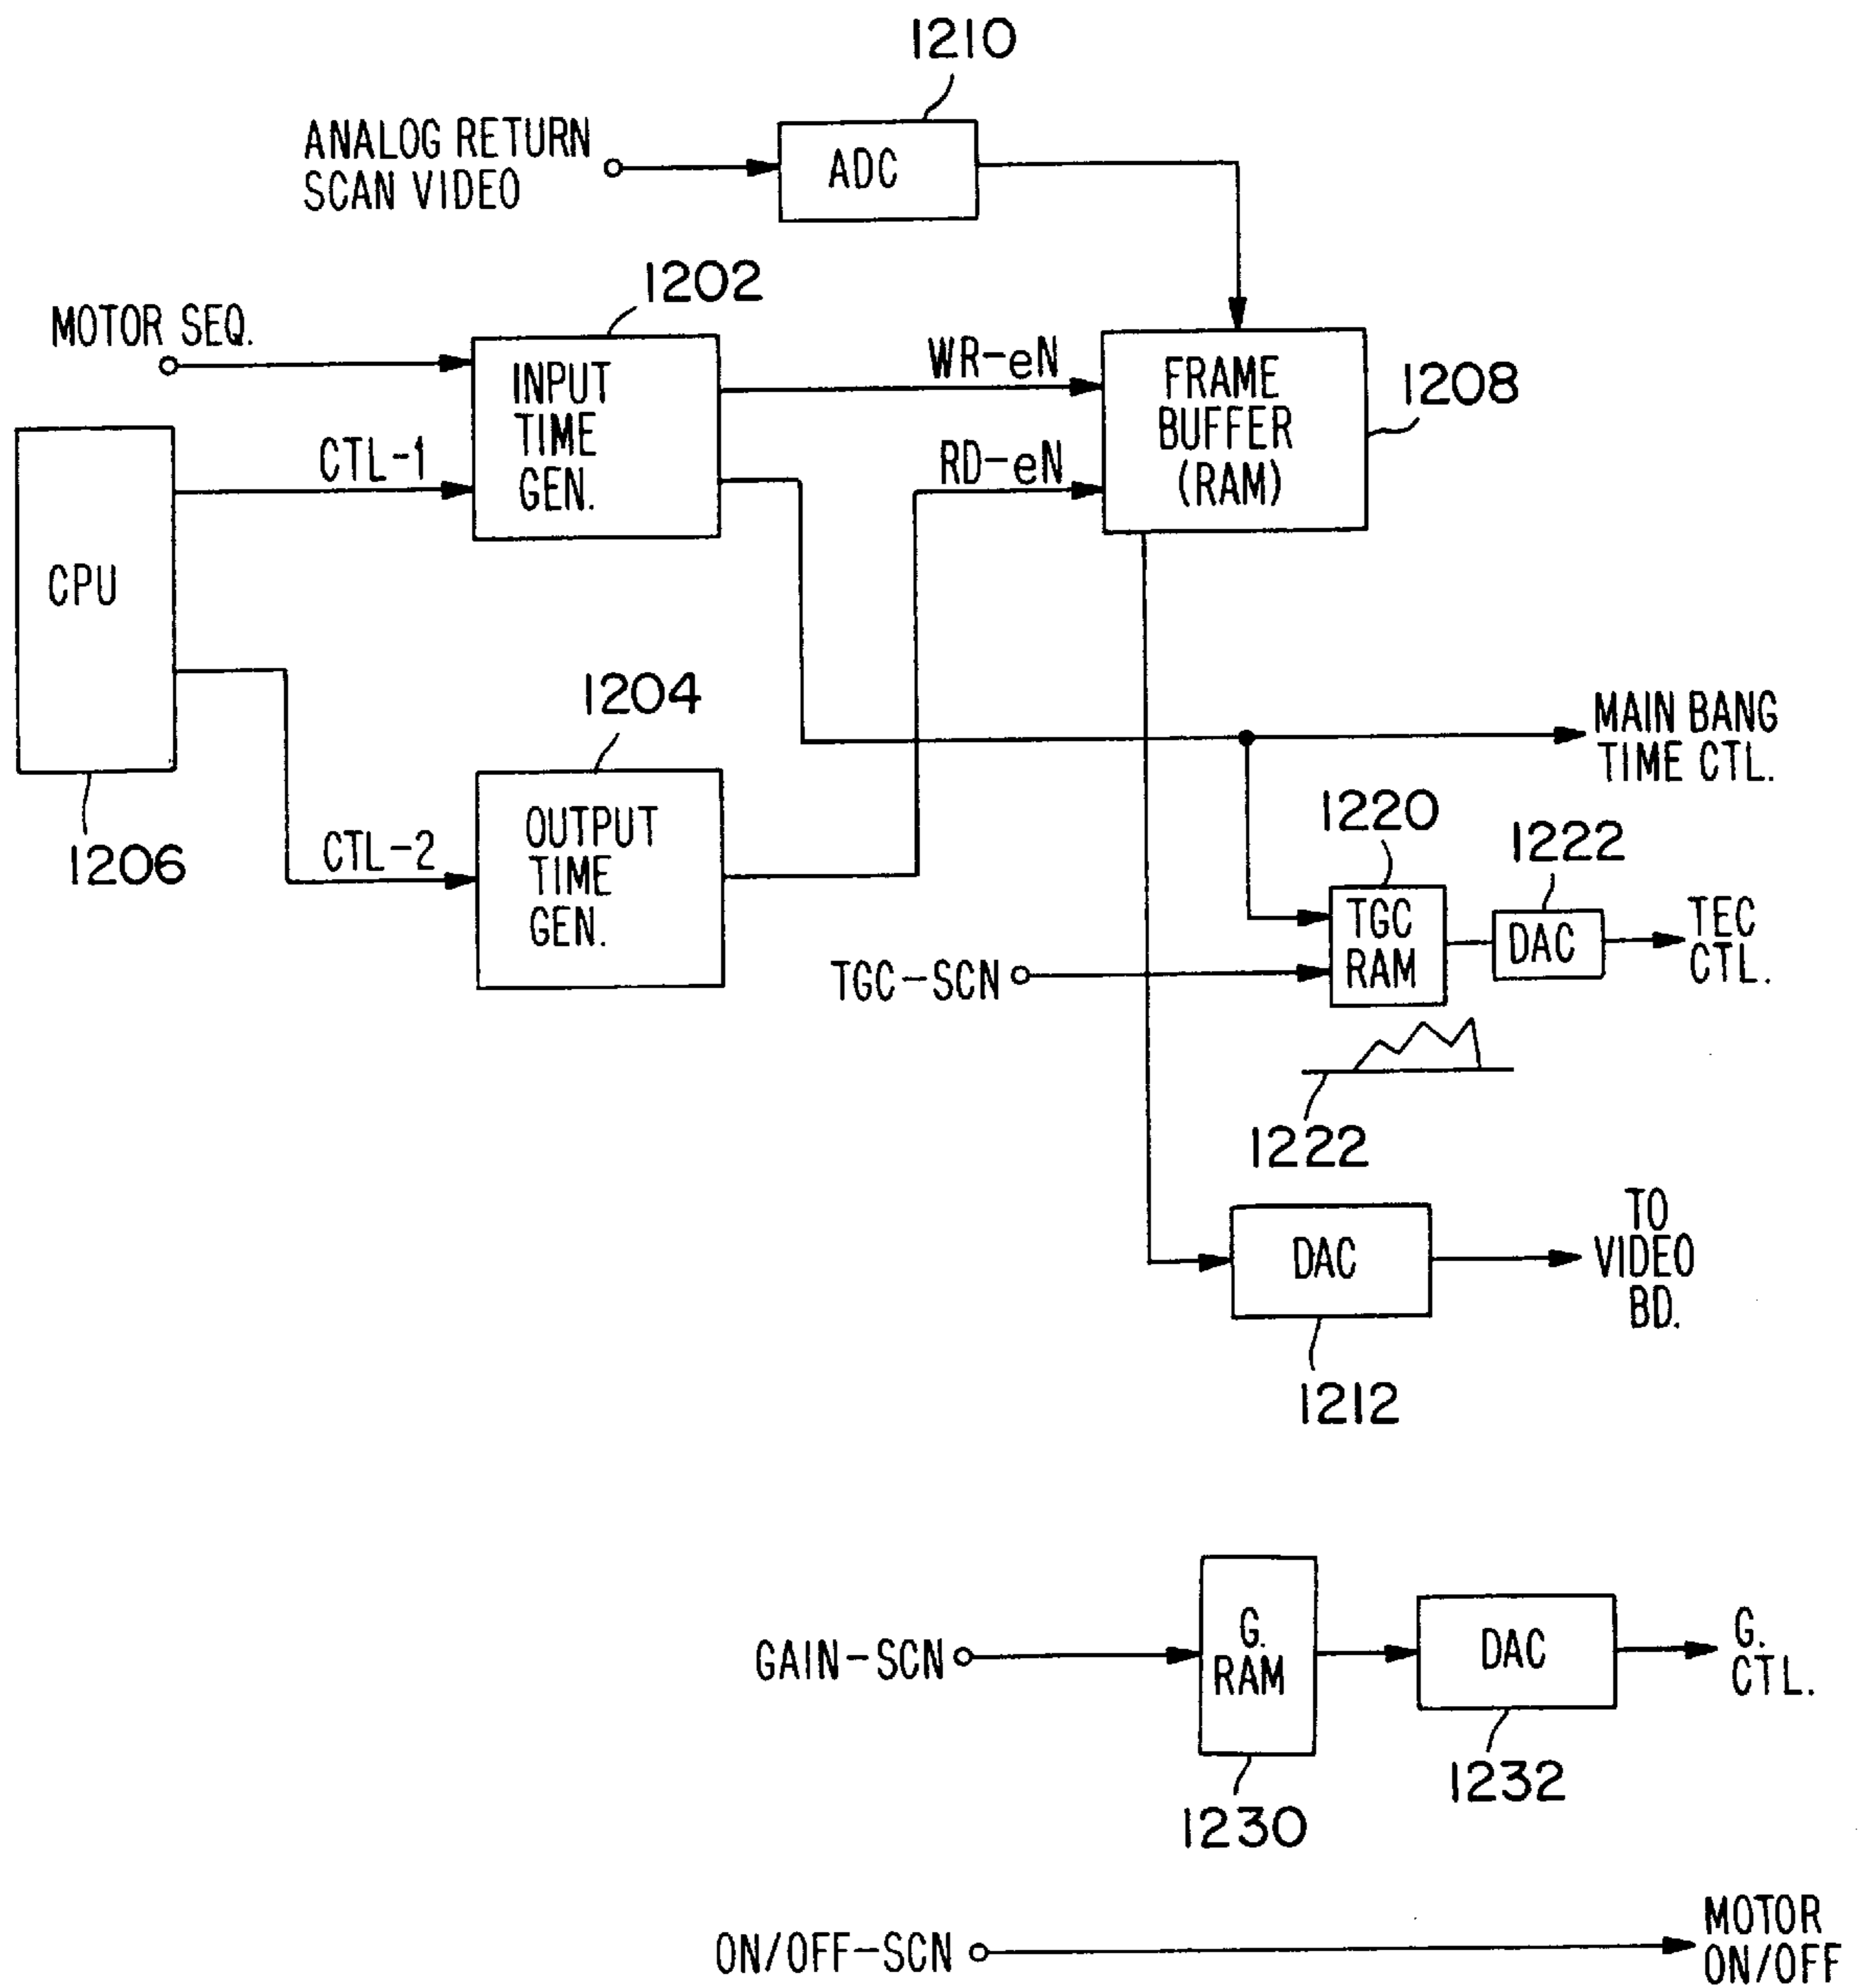 1210
ANALOG RETURN
SCAN VIDEO
ADC
1202
MOTOR SEQ.
INPUT
TIME
GEN.
WR-eN
FRAME
BUFFER
(RAM)
1208
CTL-1
RD-eN
CPU
1206
1204
CTL-2
OUTPUT
TIME
GEN.
MAIN BANG
TIME CTL.
1220
1222
TGC
RAM
DAC
TEC
CTL.
TGC-SCN
1222
DAC
TO
VIDEO
BD.
1212
GAIN-SCN
G.
RAM
DAC
G.
CTL.
1232
1230
ON/OFF-SCN
MOTOR
ON/OFF